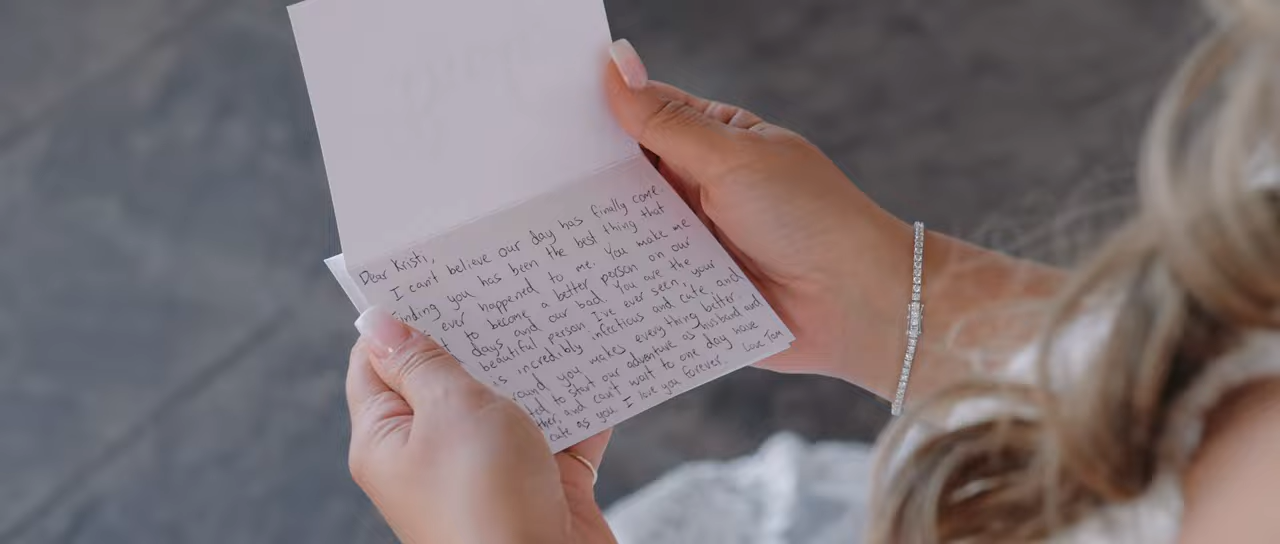 Dear Kristi,
I can't believe our day has finally come.
finding you has been the best thing that
ever happened to me. You make me
to become a better person on our
days and our bad. You are the
beautiful person I've ever seen, your
is incredibly infectious and cute, and
round you makes everything better.
ted to start our adventure as husband and
ther, and can't wait to one day have
cute as you I love you forever. Love Tom